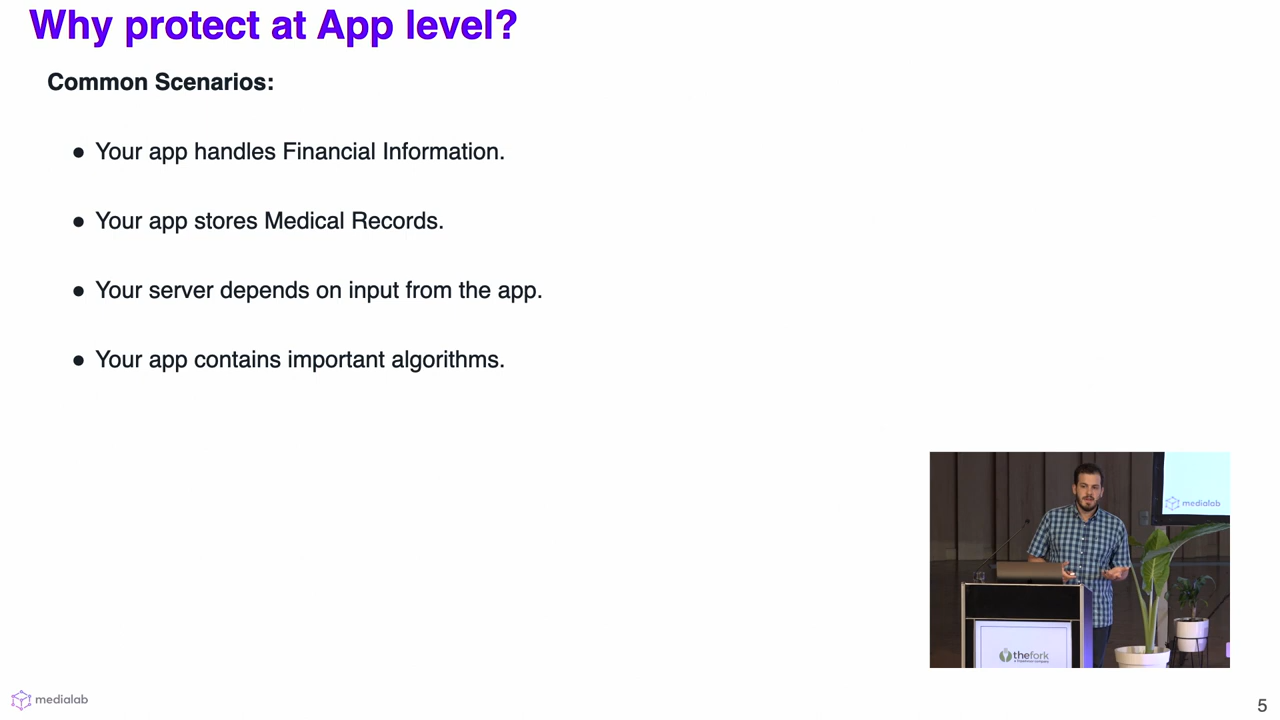 Why protect at App level?
Common Scenarios:
● Your app handles Financial Information.
● Your app stores Medical Records.
● Your server depends on input from the app.
● Your app contains important algorithms.
medialab
thefork
medialab
5